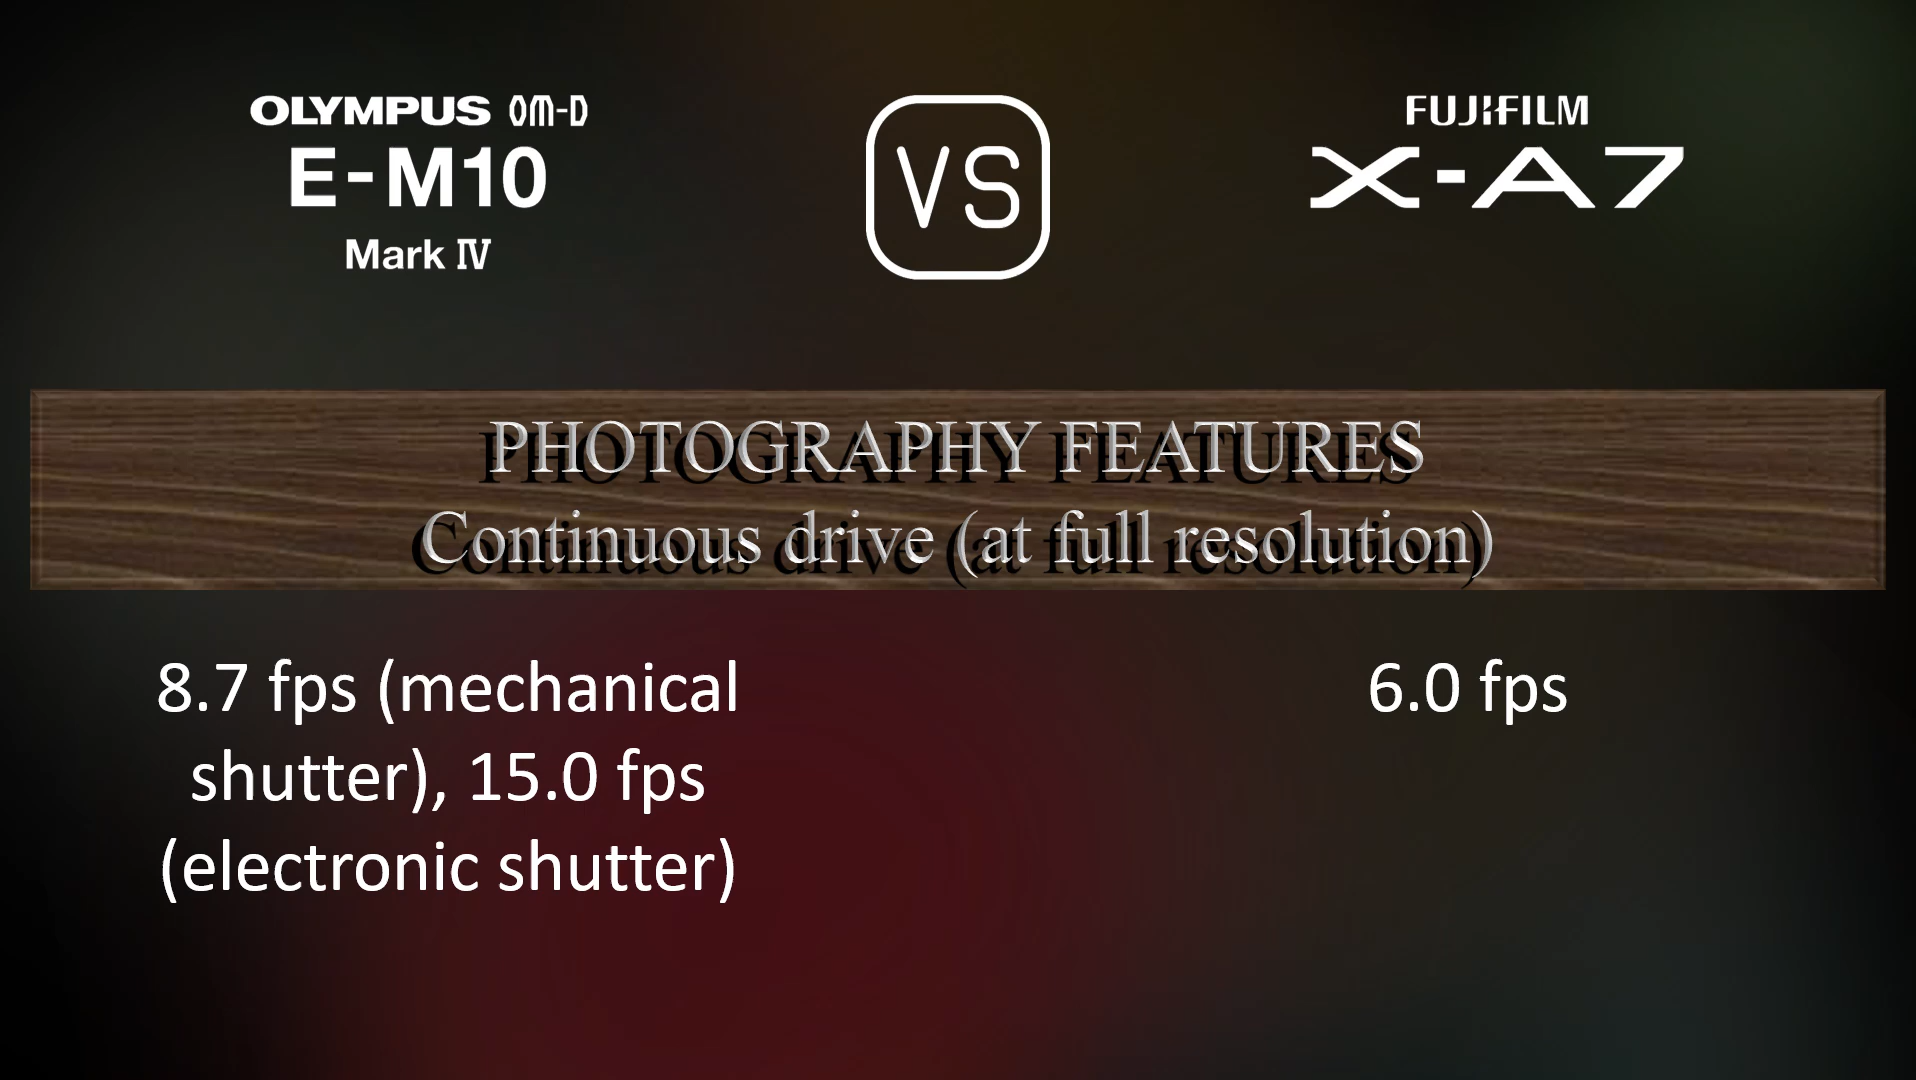 OLYMPUS OM-D
E-M10
Mark IV
VS
FUJIFILM
X-A7
PHOTOGRAPHY FEATURES
Continuous drive (at full resolution)
8.7 fps (mechanical
shutter), 15.0 fps
(electronic shutter)
6.0 fps